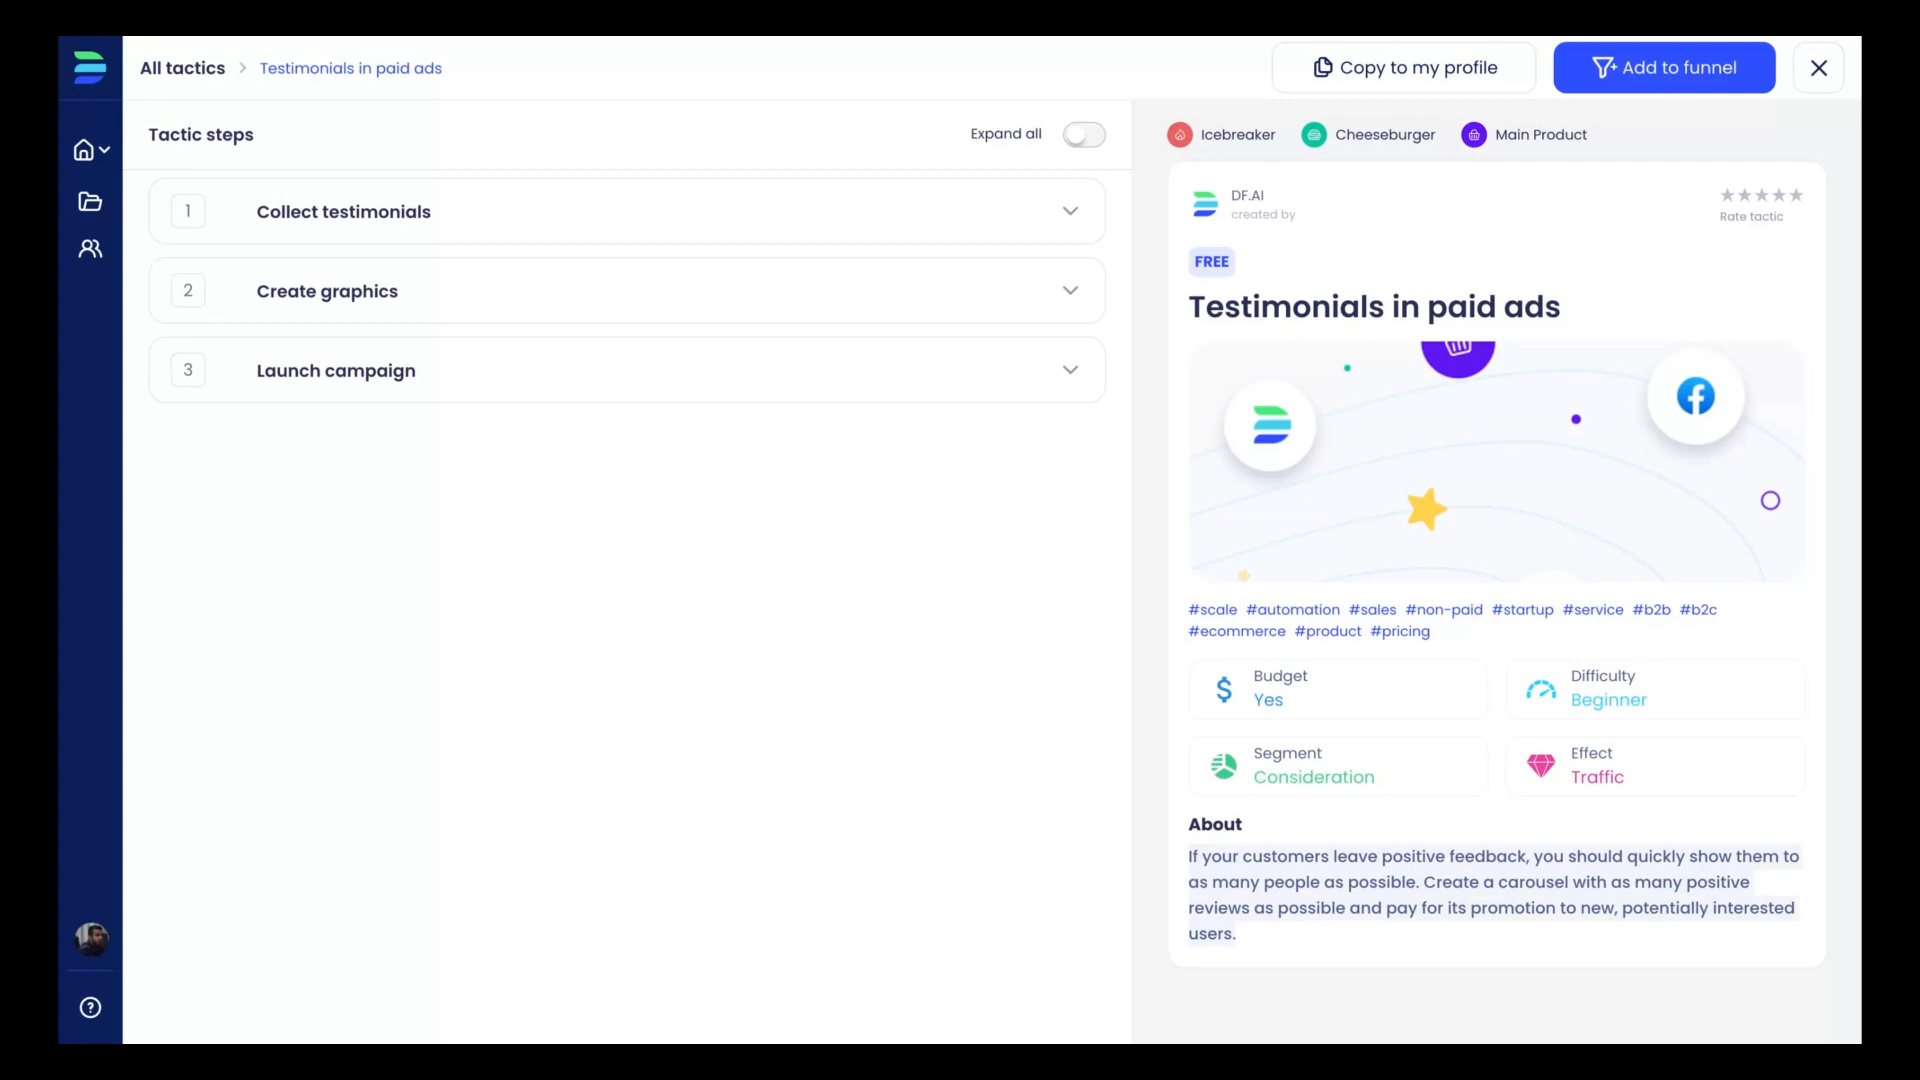 All tactics
Testimonials in paid ads
Copy to my profile
Add to funnel
Tactic steps
Expand all
1
Collect testimonials
2
Create graphics
3
Launch campaign
Icebreaker
Cheeseburger
Main Product
DF.AI
created by
Rate tactic
FREE
Testimonials in paid ads
#scale #automation #sales #non-paid #startup #service #b2b #b2c
#ecommerce #product #pricing
Budget
Yes
Difficulty
Beginner
Segment
Consideration
Effect
Traffic
About
If your customers leave positive feedback, you should quickly show them to
as many people as possible. Create a carousel with as many positive
reviews as possible and pay for its promotion to new, potentially interested
users.